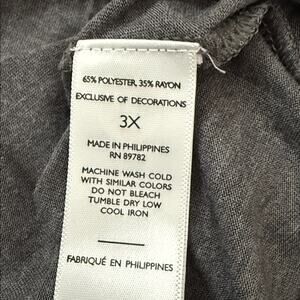 65% POLYESTER, 35% RAYON
EXCLUSIVE OF DECORATIONS
3X
MADE IN PHILIPPINES
RN 89782
MACHINE WASH COLD
WITH SIMILAR COLORS
DO NOT BLEACH
TUMBLE DRY LOW
COOL IRON
FABRIQUÉ EN PHILIPPINES